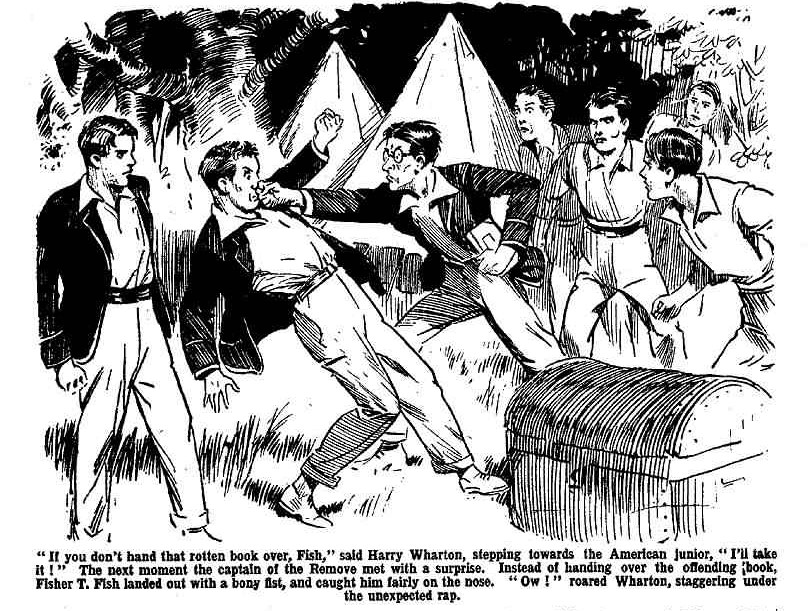 "If you don't hand that rotten book over, Fish," said Harry Wharton, stepping towards the American junior, "I'll take
it!" The next moment the captain of the Remove met with a surprise. Instead of handing over the offending book,
Fisher T. Fish landed out with a bony fist, and caught him fairly on the nose. "Ow!" roared Wharton, staggering under
the unexpected rap.